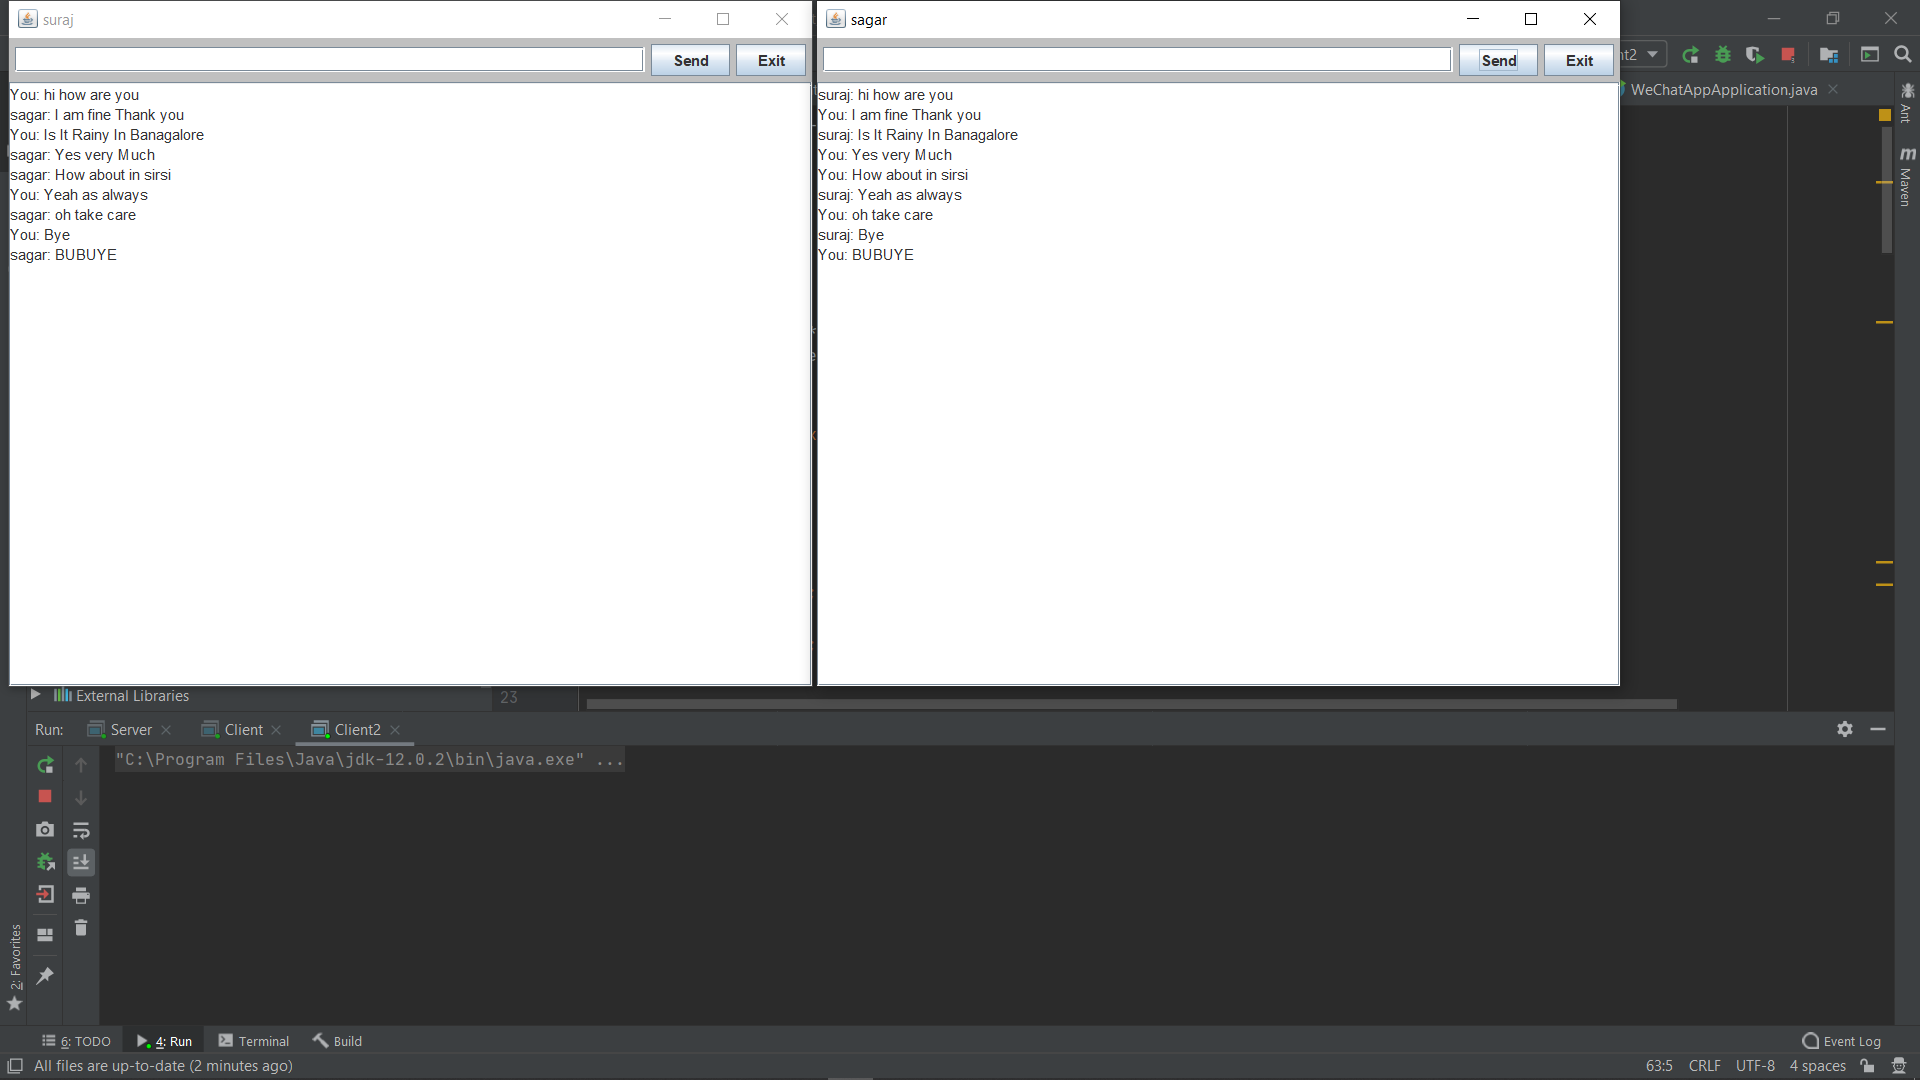 suraj
Send Exit
You: hi how are you
sagar: I am fine Thank you
You: Is It Rainy In Banagalore
sagar: Yes very Much
sagar: How about in sirsi
You: Yeah as always
sagar: oh take care
You: Bye
sagar: BUBUYE
sagar
Send Exit
suraj: hi how are you
You: I am fine Thank you
suraj: Is It Rainy In Banagalore
You: Yes very Much
You: How about in sirsi
suraj: Yeah as always
You: oh take care
suraj: Bye
You: BUBUYE
nt2
WeChatAppApplication.java
Ant
m Maven
External Libraries
23
Run: Server Client Client2
"C:\Program Files\Java\jdk-12.0.2\bin\java.exe" ...
2: Favorites
6: TODO 4: Run Terminal Build Event Log
All files are up-to-date (2 minutes ago) 63:5 CRLF UTF-8 4 spaces